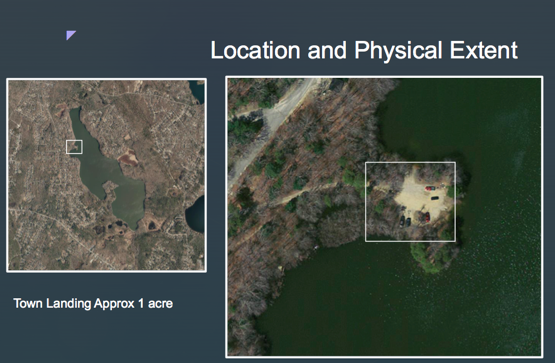 Location and Physical Extent
Town Landing Approx 1 acre